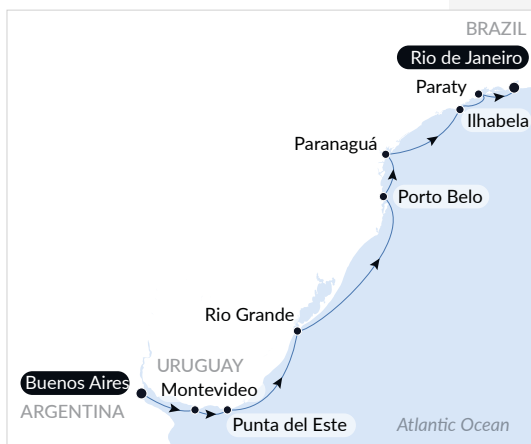 BRAZIL
Rio de Janeiro
Paraty
Ilhabela
Paranaguá
Porto Belo
Rio Grande
URUGUAY
Buenos Aires
Montevideo
ARGENTINA
Punta del Este
Atlantic Ocean